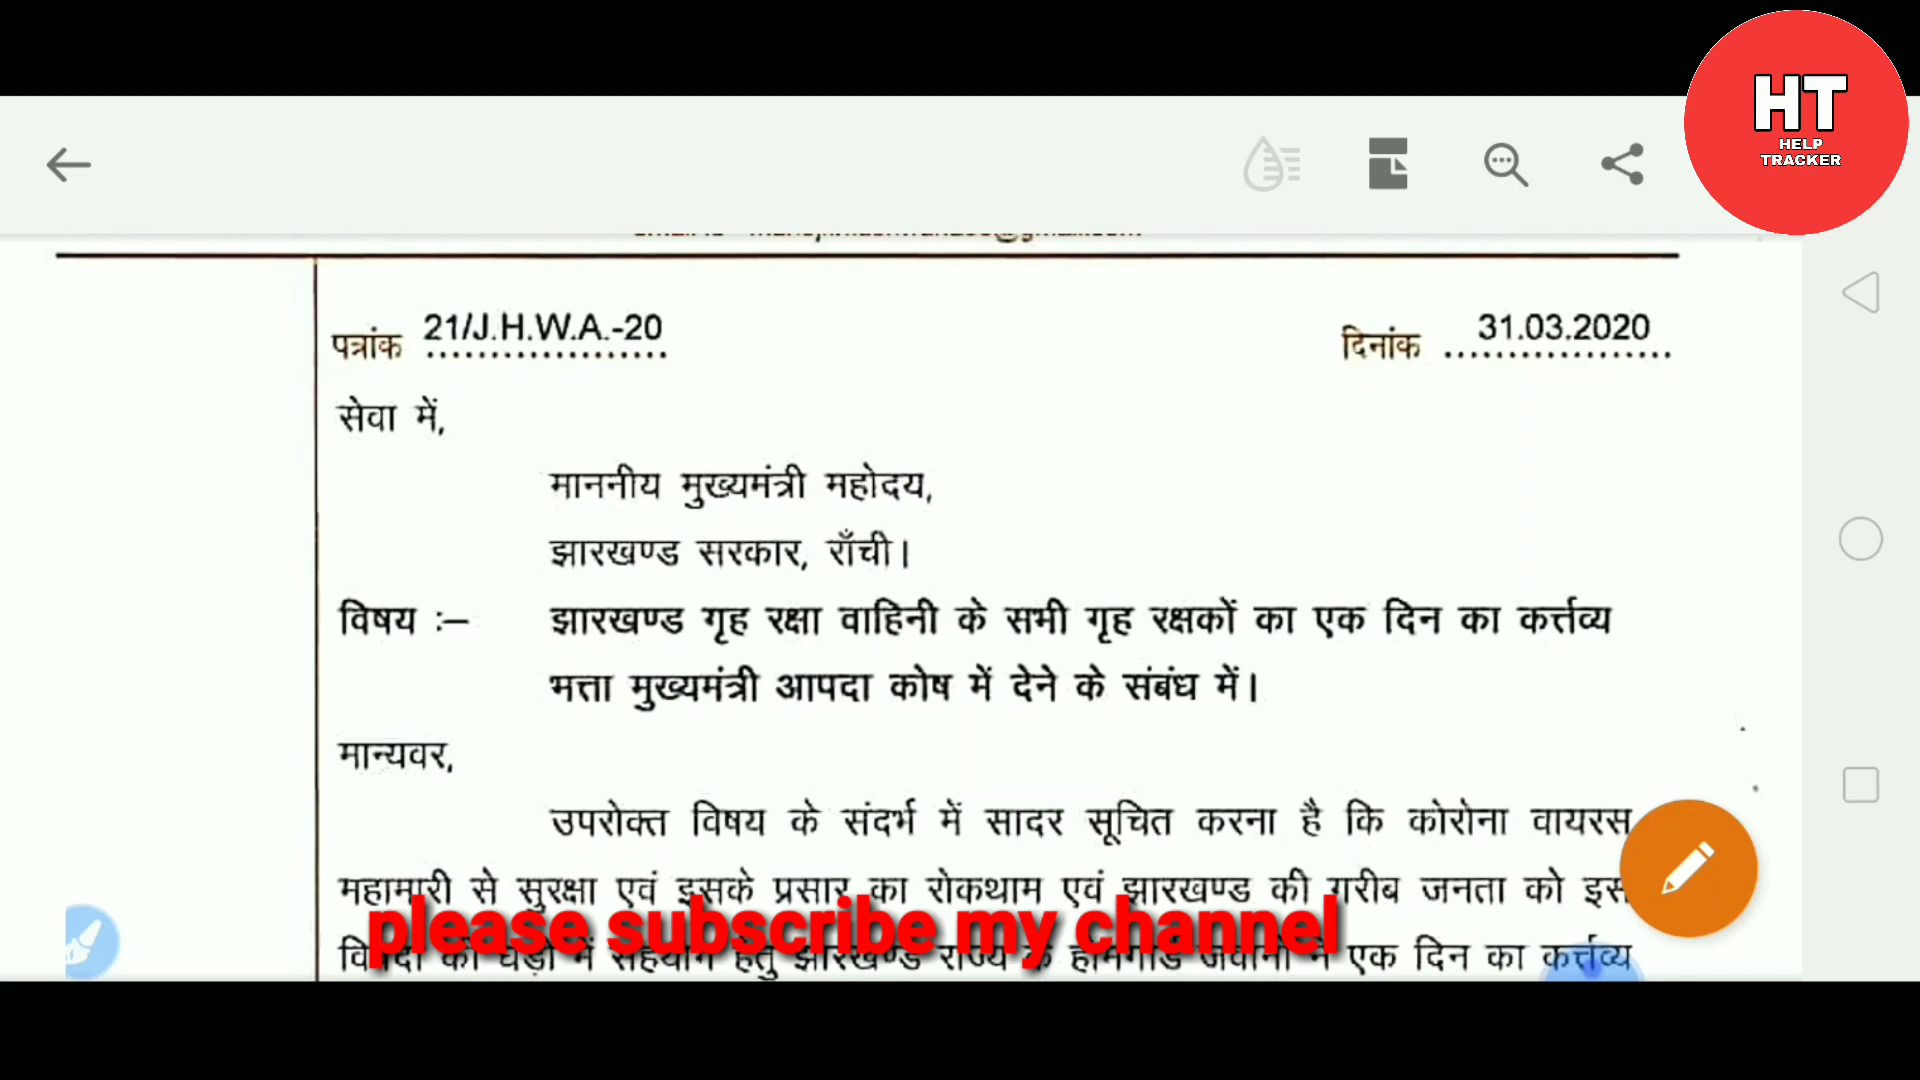 HT
HELP
TRACKER
पत्रांक 21/J.H.W.A.-20
दिनांक 31.03.2020
सेवा में,
माननीय मुख्यमंत्री महोदय,
झारखण्ड सरकार, राँची।
विषय :– झारखण्ड गृह रक्षा वाहिनी के सभी गृह रक्षकों का एक दिन का कर्त्तव्य
भत्ता मुख्यमंत्री आपदा कोष में देने के संबंध में।
मान्यवर,
उपरोक्त विषय के संदर्भ में सादर सूचित करना है कि कोरोना वायरस
महामारी से सुरक्षा एवं इसके प्रसार का रोकथाम एवं झारखण्ड की गरीब जनता को इस
please subscribe my channel
हेतु झारखण्ड राज्य के एक दिन का कर्त्तव्य